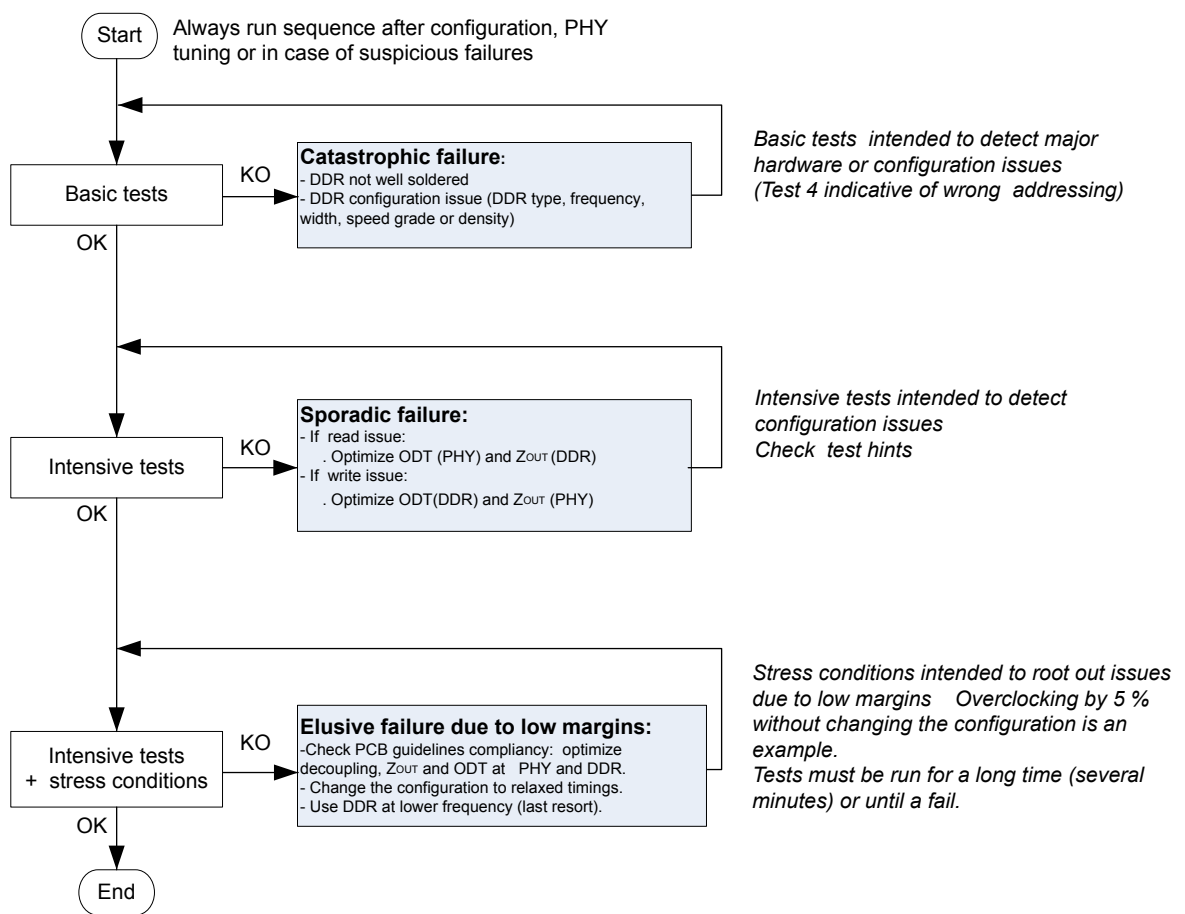 Start
Always run sequence after configuration, PHY
tuning or in case of suspicious failures
Basic tests
KO
OK
Catastrophic failure:
- DDR not well soldered
- DDR configuration issue (DDR type, frequency,
width, speed grade or density)
Basic tests intended to detect major
hardware or configuration issues
(Test 4 indicative of wrong addressing)
Intensive tests
KO
OK
Sporadic failure:
- If read issue:
. Optimize ODT (PHY) and ZOUT (DDR)
- If write issue:
. Optimize ODT(DDR) and ZOUT (PHY)
Intensive tests intended to detect
configuration issues
Check test hints
Intensive tests
+ stress conditions
KO
OK
Elusive failure due to low margins:
-Check PCB guidelines compliancy: optimize
decoupling, ZOUT and ODT at PHY and DDR.
- Change the configuration to relaxed timings.
- Use DDR at lower frequency (last resort).
Stress conditions intended to root out issues
due to low margins Overclocking by 5 %
without changing the configuration is an
example.
Tests must be run for a long time (several
minutes) or until a fail.
End